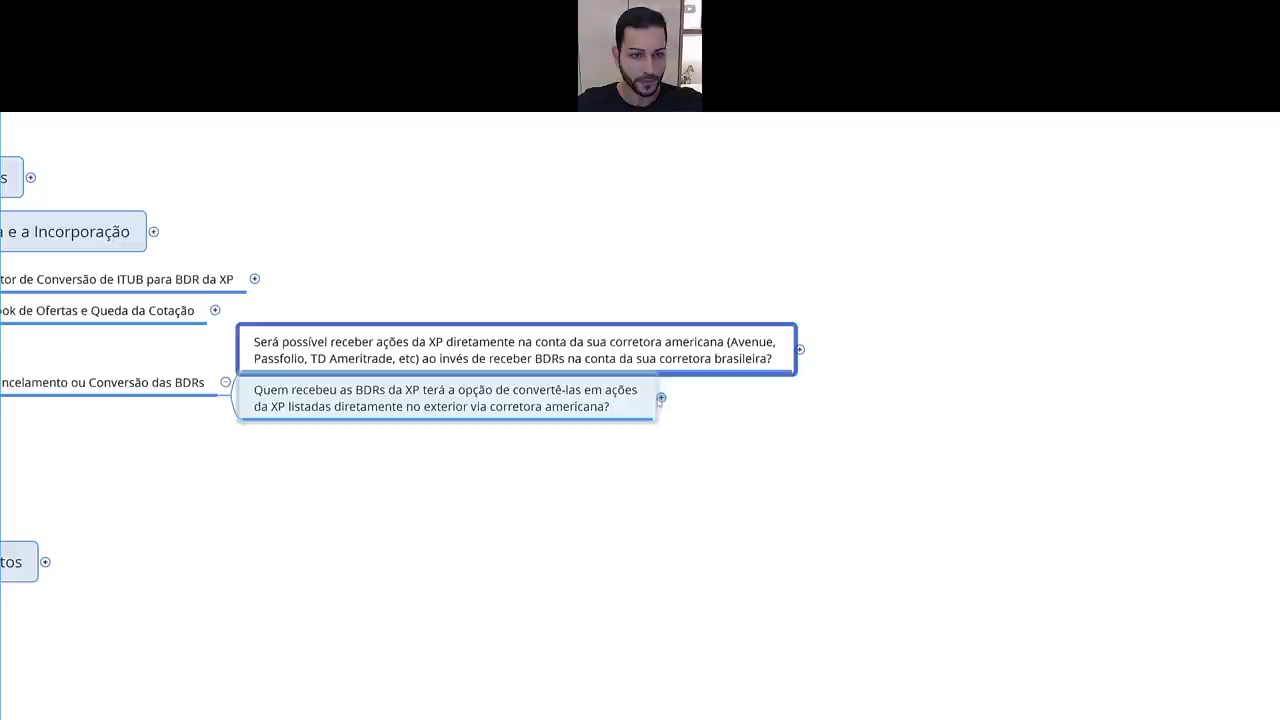 s
a e a Incorporação
tor de Conversão de ITUB para BDR da XP
ok de Ofertas e Queda da Cotação
Será possível receber ações da XP diretamente na conta da sua corretora americana (Avenue,
Passfolio, TD Ameritrade, etc) ao invés de receber BDRs na conta da sua corretora brasileira?
ncelamento ou Conversão das BDRs
Quem recebeu as BDRs da XP terá a opção de convertê-las em ações
da XP listadas diretamente no exterior via corretora americana?
tos